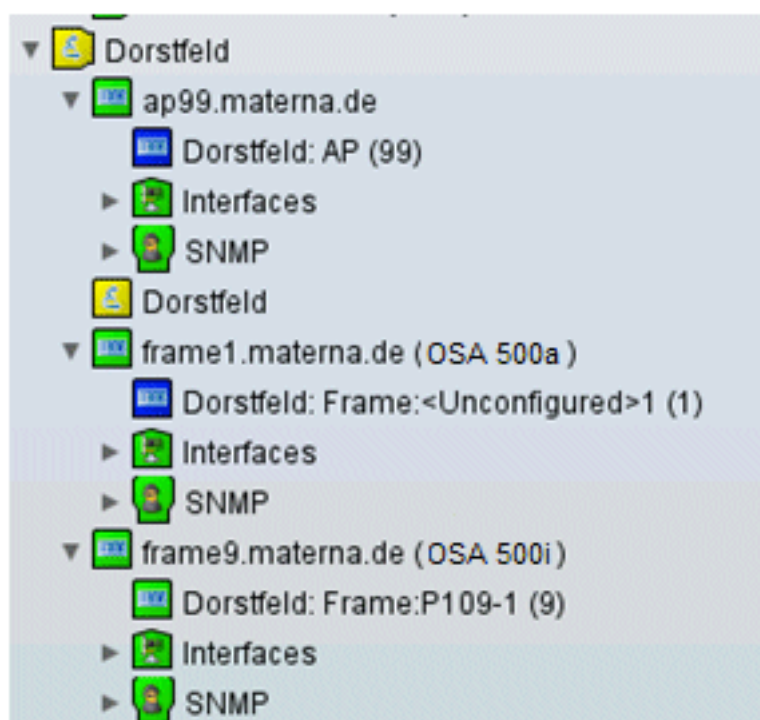 Dorstfeld
ap99.materna.de
Dorstfeld: AP (99)
Interfaces
SNMP
Dorstfeld
frame1.materna.de (OSA 500a)
Dorstfeld: Frame:<Unconfigured>1 (1)
Interfaces
SNMP
frame9.materna.de (OSA 500i)
Dorstfeld: Frame:P109-1 (9)
Interfaces
SNMP